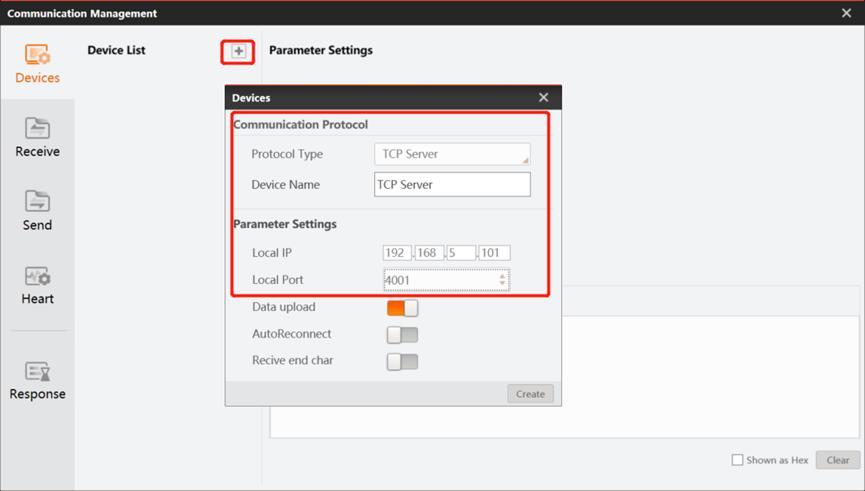 Communication Management
Devices
Receive
Send
Heart
Response
Device List
Parameter Settings
Devices
Communication Protocol
Protocol Type TCP Server
Device Name TCP Server
Parameter Settings
Local IP 192 .168 .5 .101
Local Port 4001
Data upload
AutoReconnect
Recive end char
Create
Shown as Hex Clear